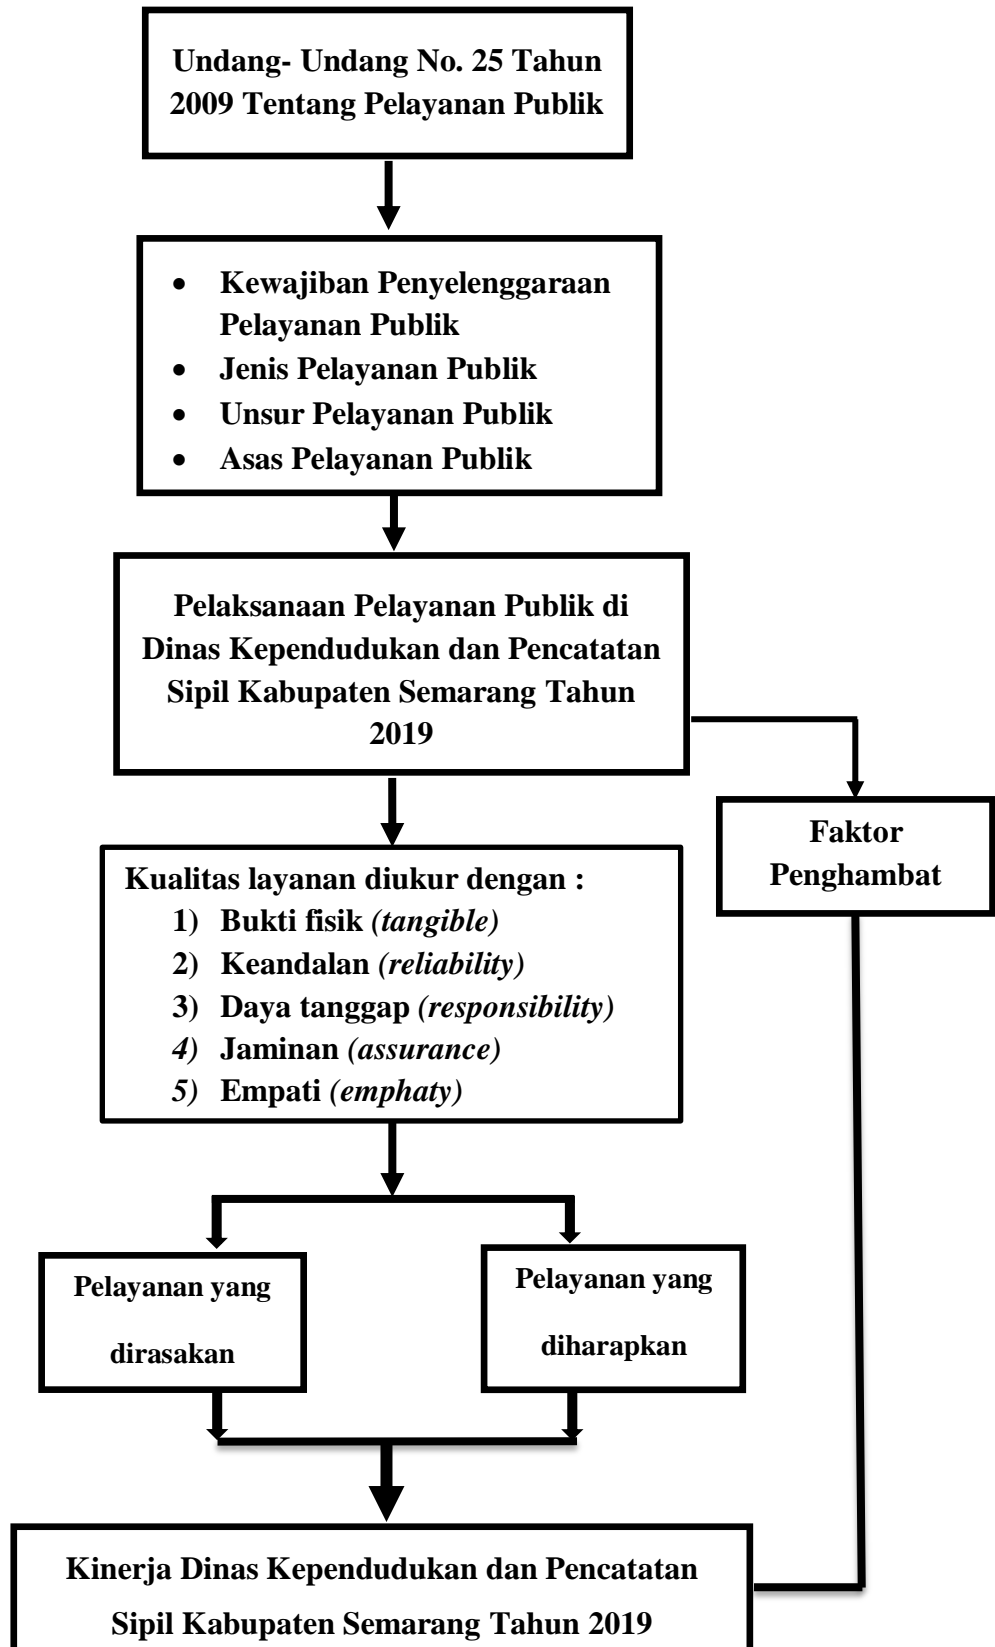 Undang- Undang No. 25 Tahun
2009 Tentang Pelayanan Publik
• Kewajiban Penyelenggaraan
Pelayanan Publik
• Jenis Pelayanan Publik
• Unsur Pelayanan Publik
• Asas Pelayanan Publik
Pelaksanaan Pelayanan Publik di
Dinas Kependudukan dan Pencatatan
Sipil Kabupaten Semarang Tahun
2019
Faktor
Penghambat
Kualitas layanan diukur dengan :
1) Bukti fisik (tangible)
2) Keandalan (reliability)
3) Daya tanggap (responsibility)
4) Jaminan (assurance)
5) Empati (emphaty)
Pelayanan yang
dirasakan
Pelayanan yang
diharapkan
Kinerja Dinas Kependudukan dan Pencatatan
Sipil Kabupaten Semarang Tahun 2019